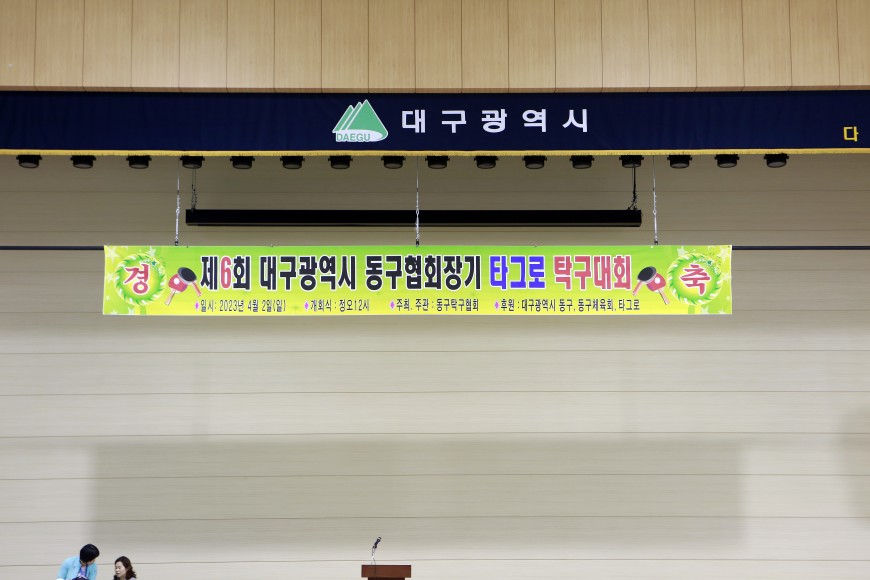 DAEGU 대구광역시
다
경 제6회 대구광역시 동구협회장기 타그로 탁구대회 축
일시: 2023년 4월 2일(일) 개회식 : 정오12시 주최. 주관 : 동구탁구협회 후원 : 대구광역시 동구, 동구체육회, 타그로